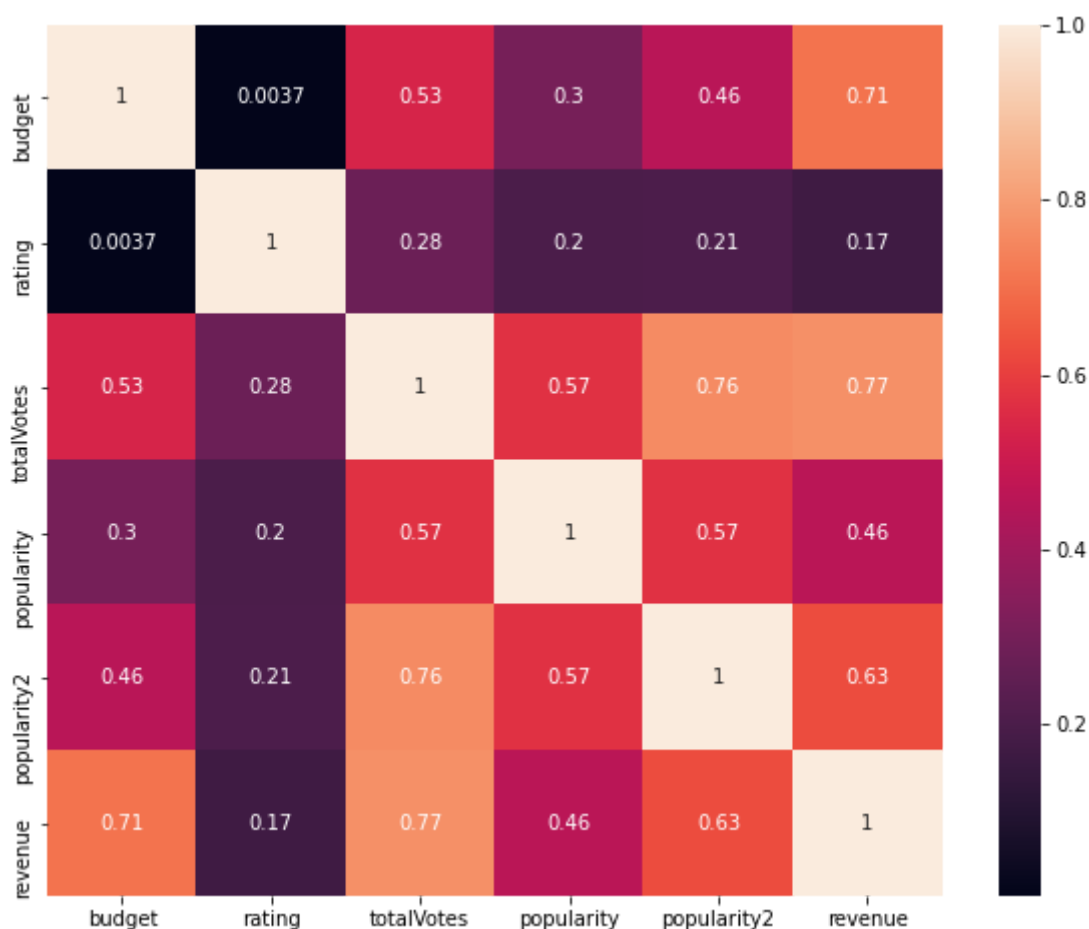 budget 1 0.0037 0.53 0.3 0.46 0.71 1.0
rating 0.0037 1 0.28 0.2 0.21 0.17 0.8
totalVotes 0.53 0.28 1 0.57 0.76 0.77 0.6
popularity 0.3 0.2 0.57 1 0.57 0.46 0.4
popularity2 0.46 0.21 0.76 0.57 1 0.63 0.2
revenue 0.71 0.17 0.77 0.46 0.63 1
budget rating totalVotes popularity popularity2 revenue